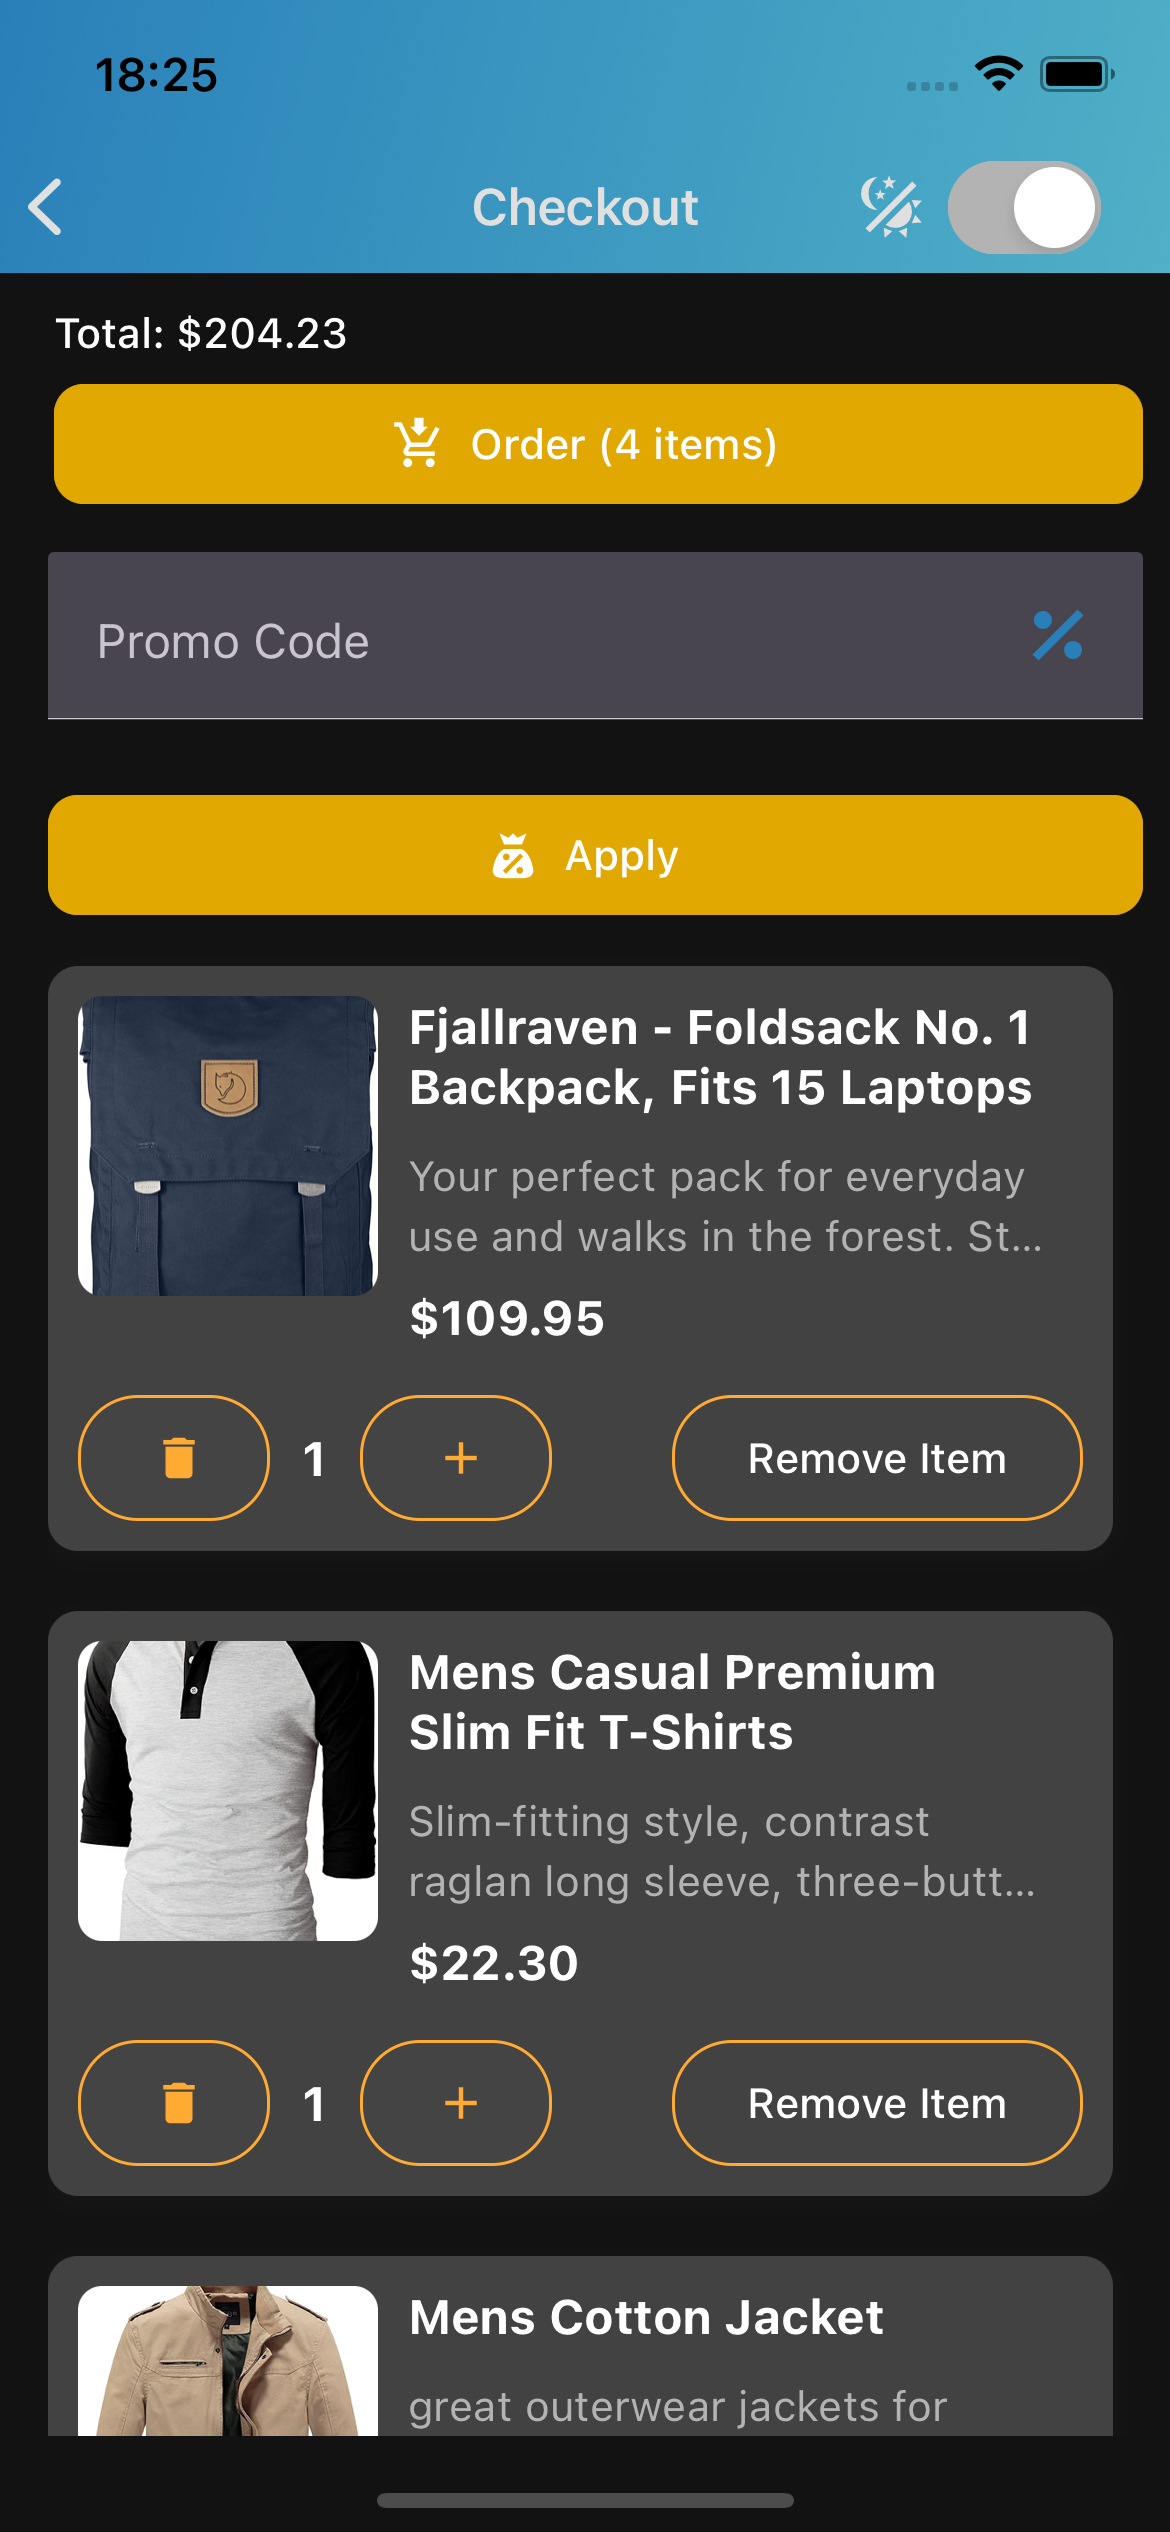 18:25
Checkout
Total: $204.23
Order (4 items)
Promo Code
Apply
Fjallraven - Foldsack No. 1
Backpack, Fits 15 Laptops
Your perfect pack for everyday
use and walks in the forest. St...
$109.95
1
Remove Item
Mens Casual Premium
Slim Fit T-Shirts
Slim-fitting style, contrast
raglan long sleeve, three-butt...
$22.30
1
Remove Item
Mens Cotton Jacket
great outerwear jackets for